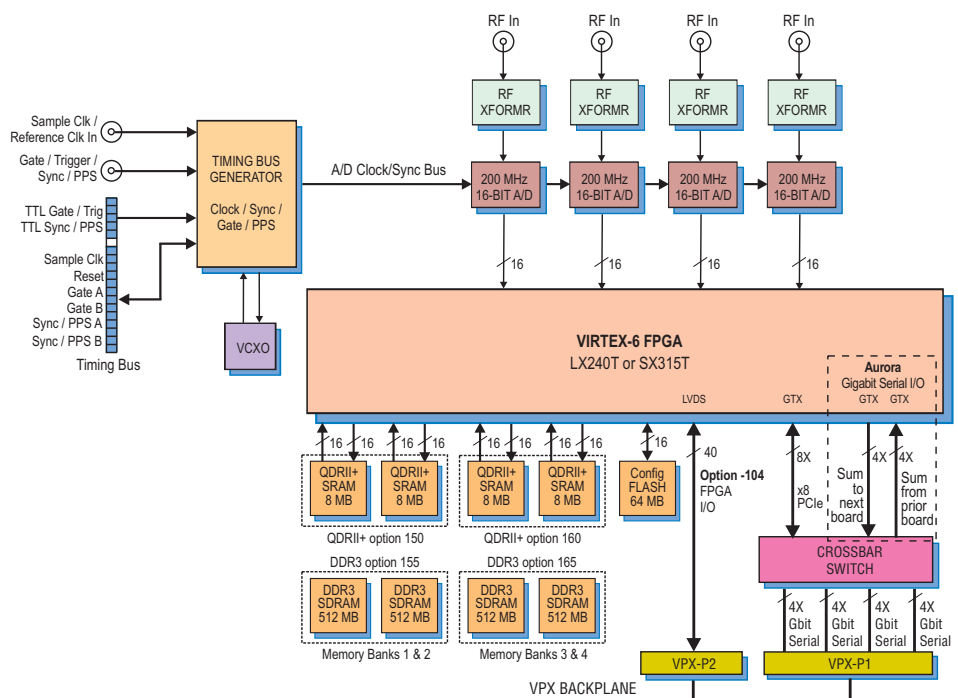 RF In
RF In
RF In
RF In
RF
XFORMR
RF
XFORMR
RF
XFORMR
RF
XFORMR
Sample Clk /
Reference Clk In
Gate / Trigger /
Sync / PPS
TTL Gate / Trig
TTL Sync / PPS
Sample Clk
Reset
Gate A
Gate B
Sync / PPS A
Sync / PPS B
Timing Bus
TIMING BUS
GENERATOR
Clock / Sync /
Gate / PPS
VCXO
A/D Clock/Sync Bus
200 MHz
16-BIT A/D
200 MHz
16-BIT A/D
200 MHz
16-BIT A/D
200 MHz
16-BIT A/D
16
16
16
16
VIRTEX-6 FPGA
LX240T or SX315T
Aurora
Gigabit Serial I/O
LVDS
GTX
GTX
GTX
16
16
16
16
16
16
16
16
16
40
8X
4X
4X
QDRII+
SRAM
8 MB
QDRII+
SRAM
8 MB
QDRII+
SRAM
8 MB
QDRII+
SRAM
8 MB
Config
FLASH
64 MB
Option -104
FPGA
I/O
x8
PCIe
Sum
to
next
board
Sum
from
prior
board
QDRII+ option 150
QDRII+ option 160
DDR3 option 155
DDR3 option 165
DDR3
SDRAM
512 MB
DDR3
SDRAM
512 MB
DDR3
SDRAM
512 MB
DDR3
SDRAM
512 MB
Memory Banks 1 & 2
Memory Banks 3 & 4
CROSSBAR
SWITCH
4X
Gbit
Serial
4X
Gbit
Serial
4X
Gbit
Serial
4X
Gbit
Serial
VPX-P2
VPX-P1
VPX BACKPLANE